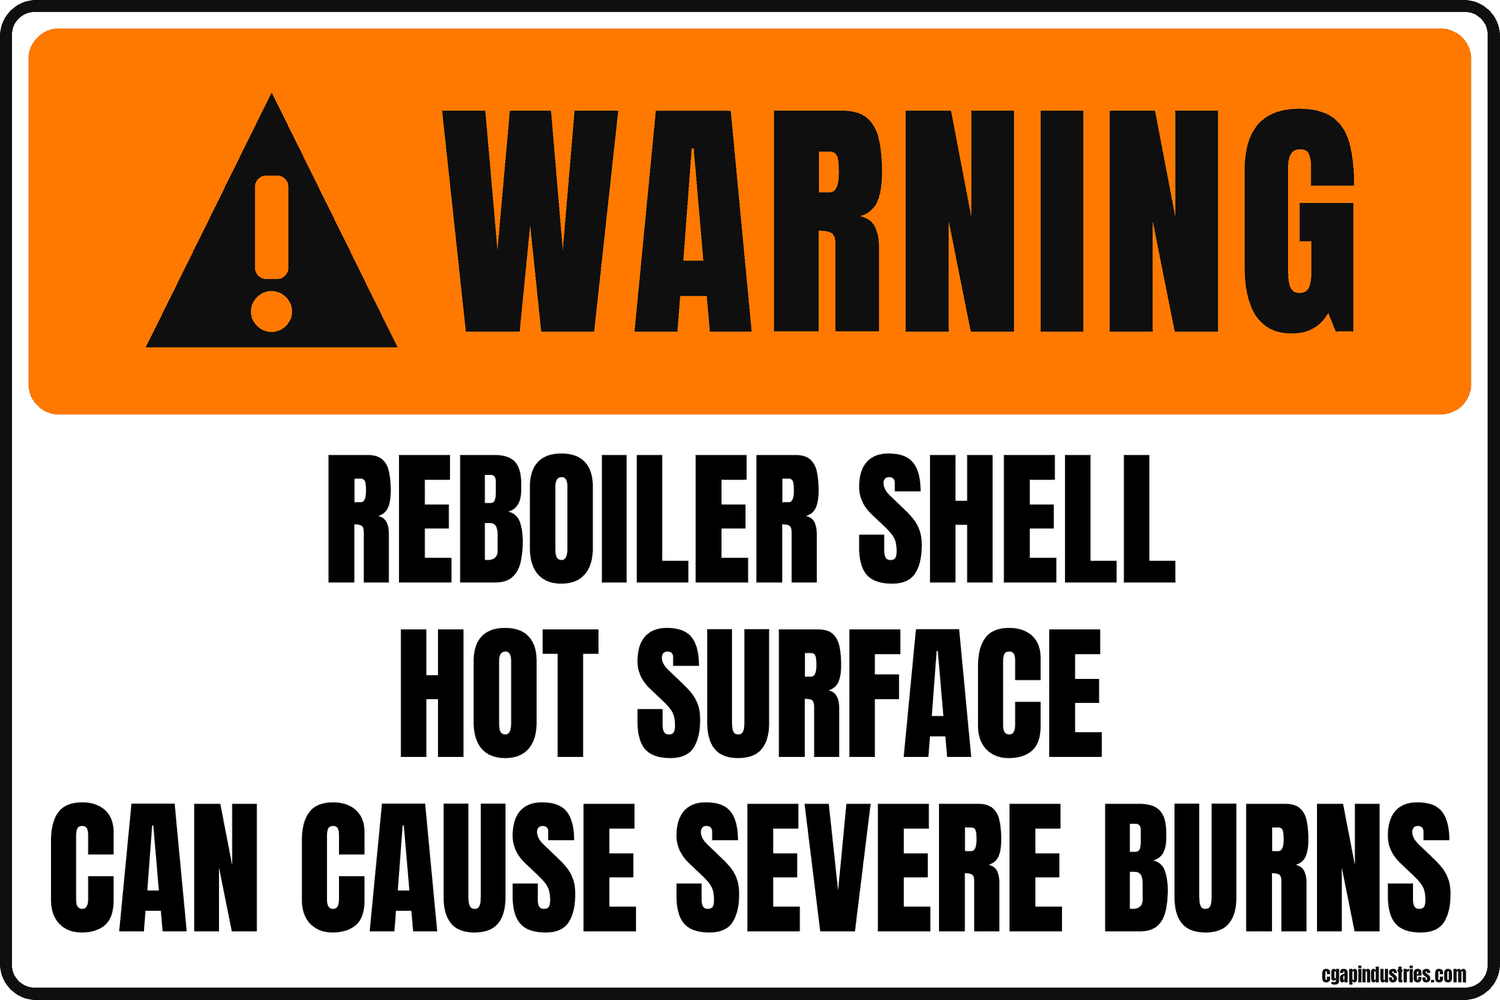 WARNING
REBOILER SHELL
HOT SURFACE
CAN CAUSE SEVERE BURNS
cgapindustries.com